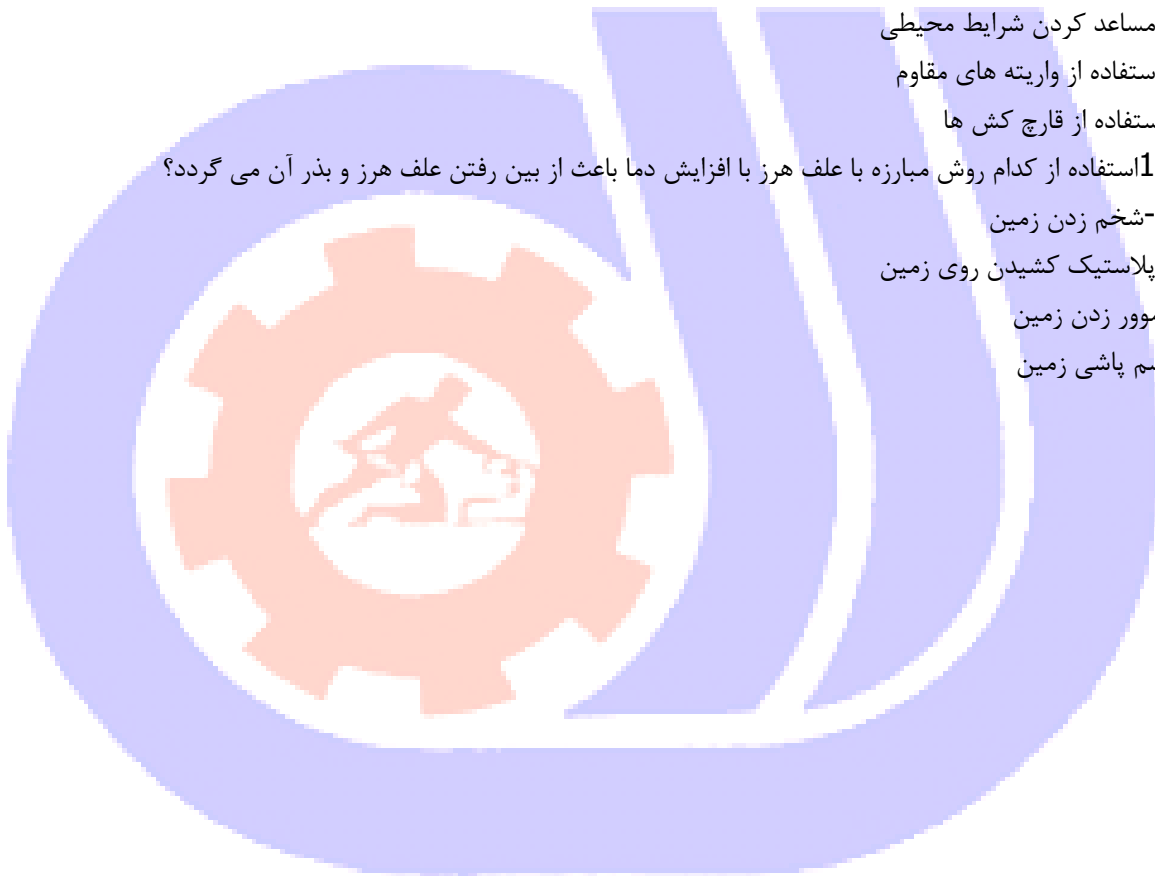 مساعد کردن شرایط محیطی
ستفاده از واریته های مقاوم
ستفاده از قارچ کش ها
1استفاده از کدام روش مبارزه با علف هرز با افزایش دما باعث از بین رفتن علف هرز و بذر آن می گردد؟
-شخم زدن زمین
پلاستیک کشیدن روی زمین
موور زدن زمین
سم پاشی زمین